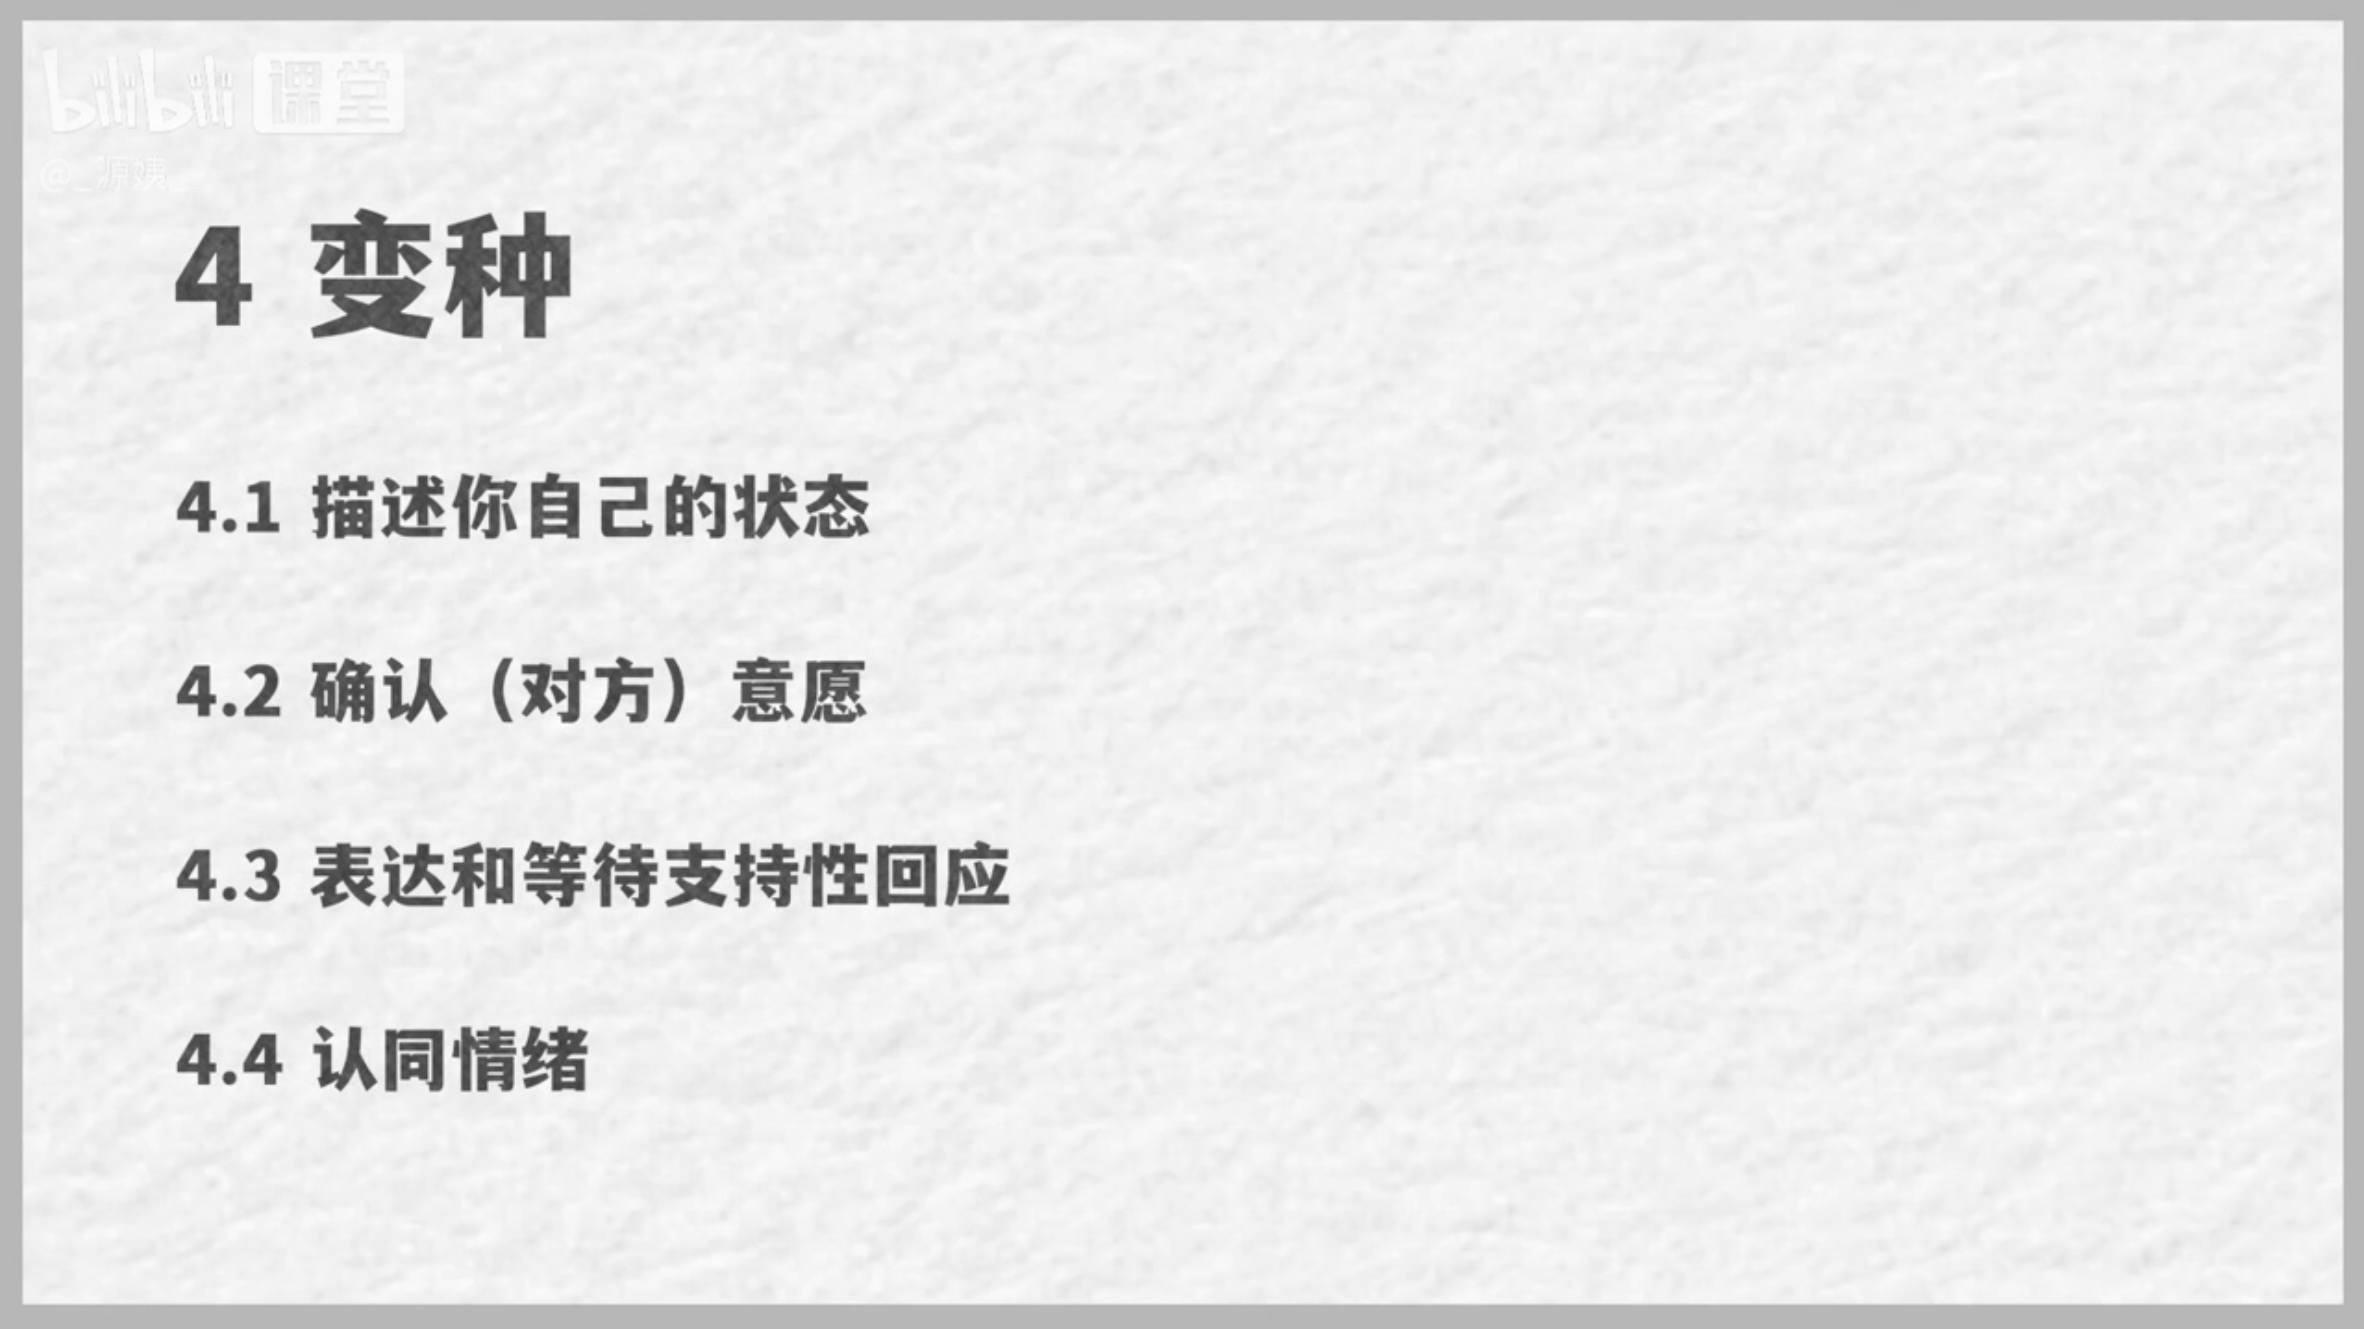 bilibili 课堂
@_源姨_
4 变种
4.1 描述你自己的状态
4.2 确认（对方）意愿
4.3 表达和等待支持性回应
4.4 认同情绪